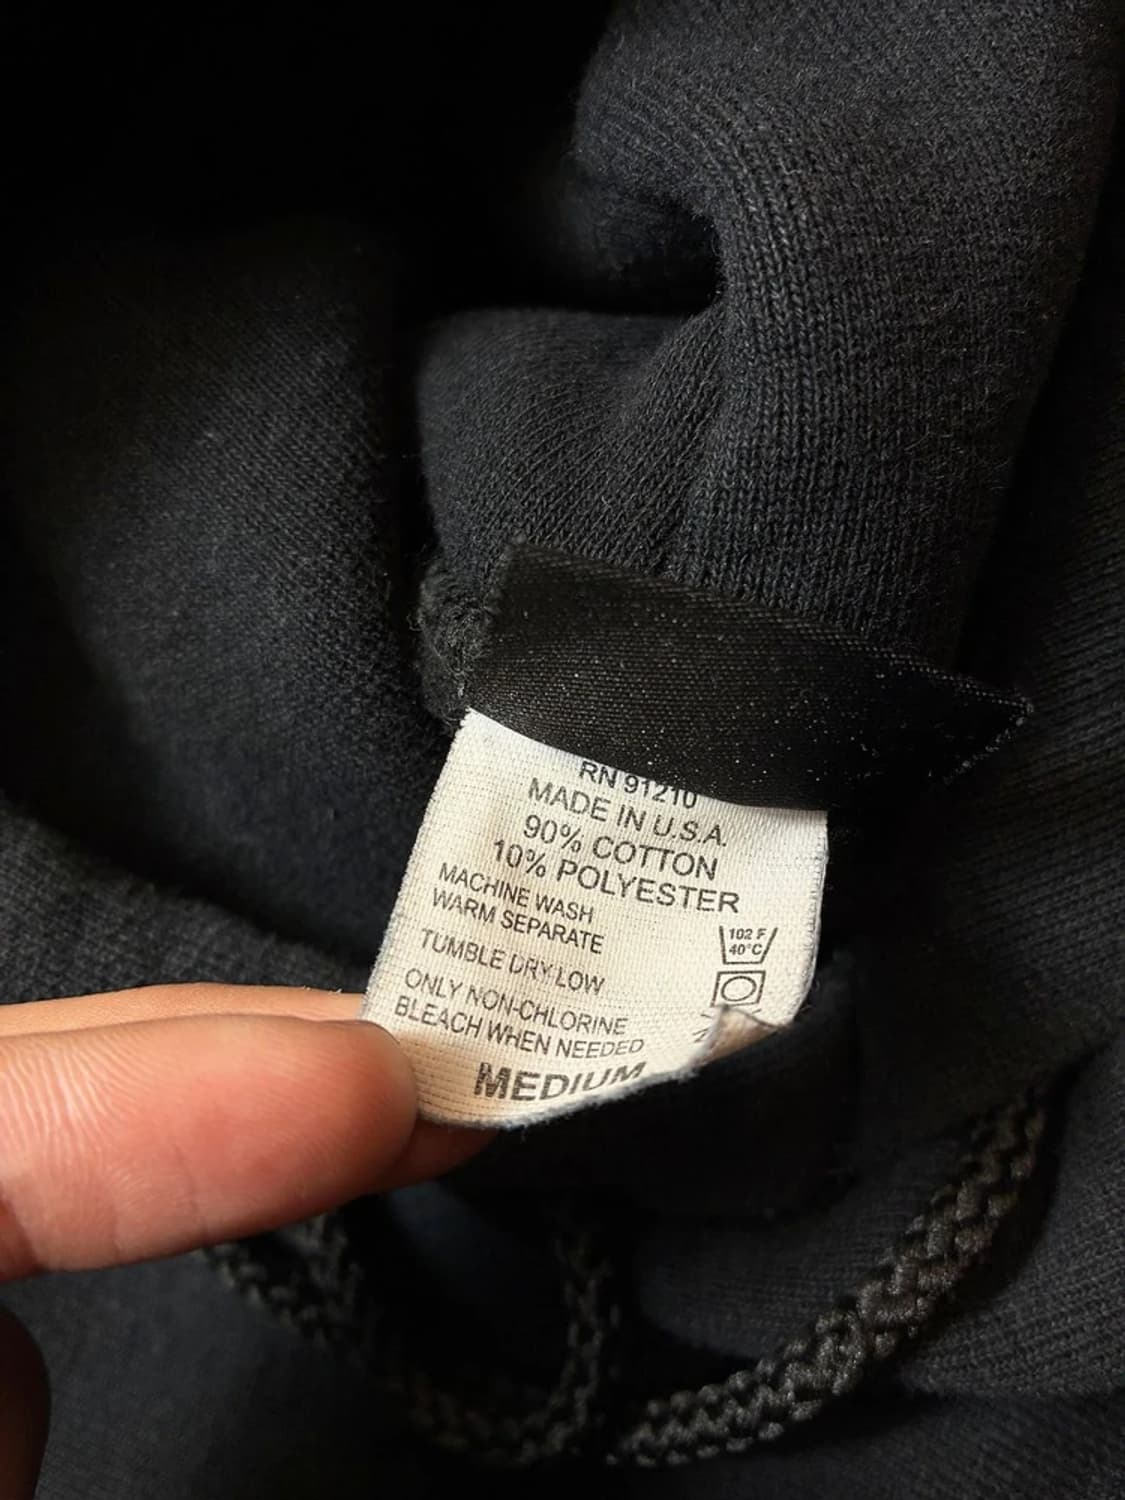 RN 91210
MADE IN U.S.A.
90% COTTON
10% POLYESTER
MACHINE WASH
WARM SEPARATE
102 F
40°C
TUMBLE DRY LOW
ONLY NON-CHLORINE
BLEACH WHEN NEEDED
MEDIUM